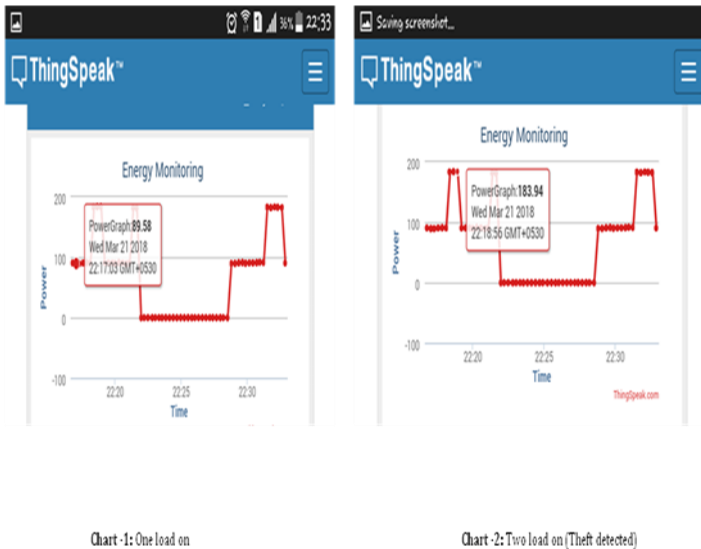 36% 22:33
ThingSpeak™
Energy Monitoring
200
100
0
-100
Power
PowerGraph:89.58
Wed Mar 21 2018
22:17:03 GMT+0530
22:20 22:25 22:30
Time
Chart -1: One load on
Saving screenshot...
ThingSpeak™
Energy Monitoring
200
100
0
-100
Power
PowerGraph:183.94
Wed Mar 21 2018
22:18:56 GMT+0530
22:20 22:25 22:30
Time
ThingSpeak.com
Chart -2: Two load on (Theft detected)